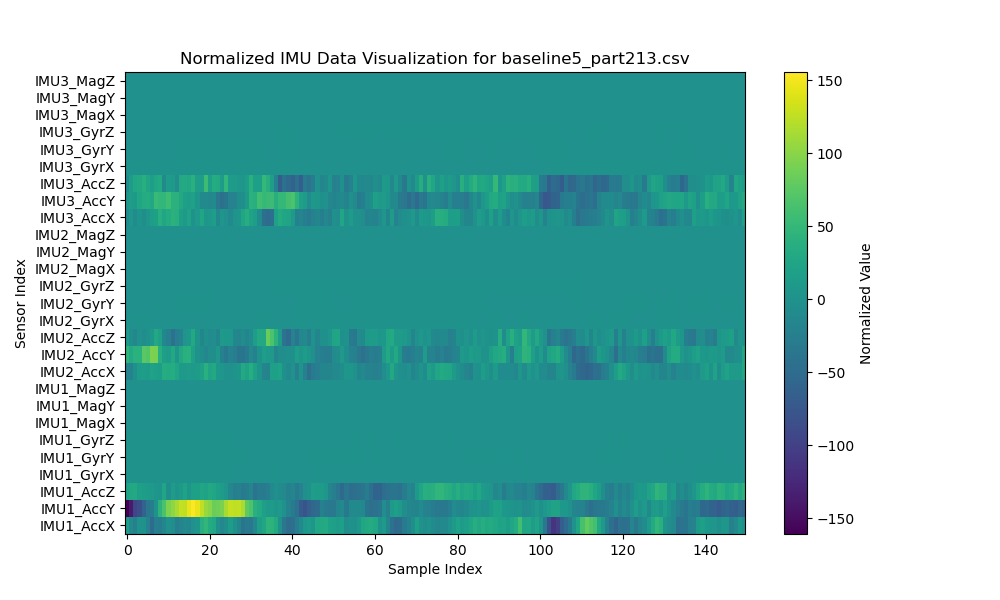 Normalized IMU Data Visualization for baseline5_part213.csv
Sensor Index
IMU3_MagZ
IMU3_MagY
IMU3_MagX
IMU3_GyrZ
IMU3_GyrY
IMU3_GyrX
IMU3_AccZ
IMU3_AccY
IMU3_AccX
IMU2_MagZ
IMU2_MagY
IMU2_MagX
IMU2_GyrZ
IMU2_GyrY
IMU2_GyrX
IMU2_AccZ
IMU2_AccY
IMU2_AccX
IMU1_MagZ
IMU1_MagY
IMU1_MagX
IMU1_GyrZ
IMU1_GyrY
IMU1_GyrX
IMU1_AccZ
IMU1_AccY
IMU1_AccX
0 20 40 60 80 100 120 140
Sample Index
150
100
50
0
−50
−100
−150
Normalized Value